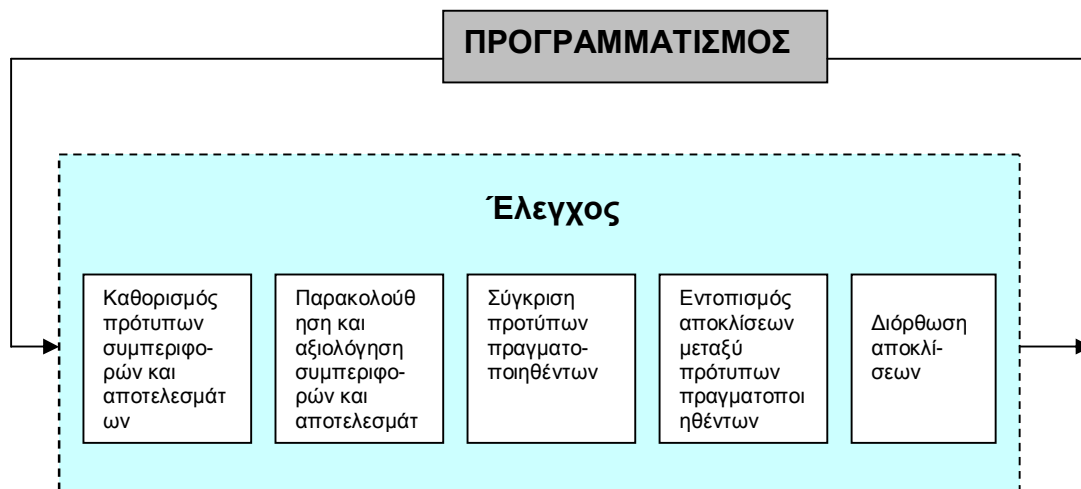 ΠΡΟΓΡΑΜΜΑΤΙΣΜΟΣ
Έλεγχος
Καθορισμός
πρότυπων
συμπεριφο-
ρών και
αποτελεσμάτ
ων
Παρακολούθ
ηση και
αξιολόγηση
συμπεριφο-
ρών και
αποτελεσμάτ
Σύγκριση
προτύπων
πραγματο-
ποιηθέντων
Εντοπισμός
αποκλίσεων
μεταξύ
πρότυπων
πραγματοποι
ηθέντων
Διόρθωση
αποκλί-
σεων